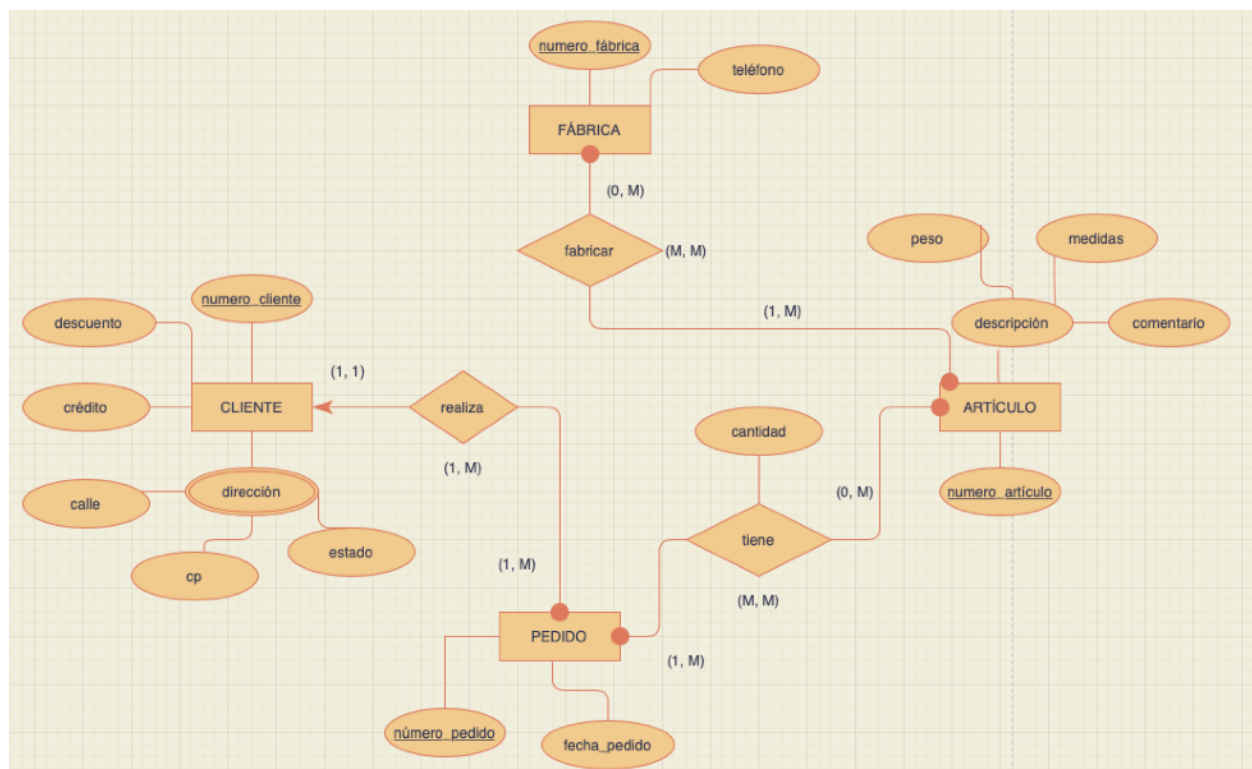 numero_fábrica
teléfono
FÁBRICA
(0, M)
fabricar
(M, M)
peso
medidas
numero_cliente
descuento
(1, M)
descripción
comentario
(1, 1)
crédito
CLIENTE
realiza
ARTÍCULO
cantidad
(1, M)
dirección
calle
(0, M)
numero_artículo
estado
tiene
cp
(1, M)
(M, M)
PEDIDO
(1, M)
número_pedido
fecha_pedido